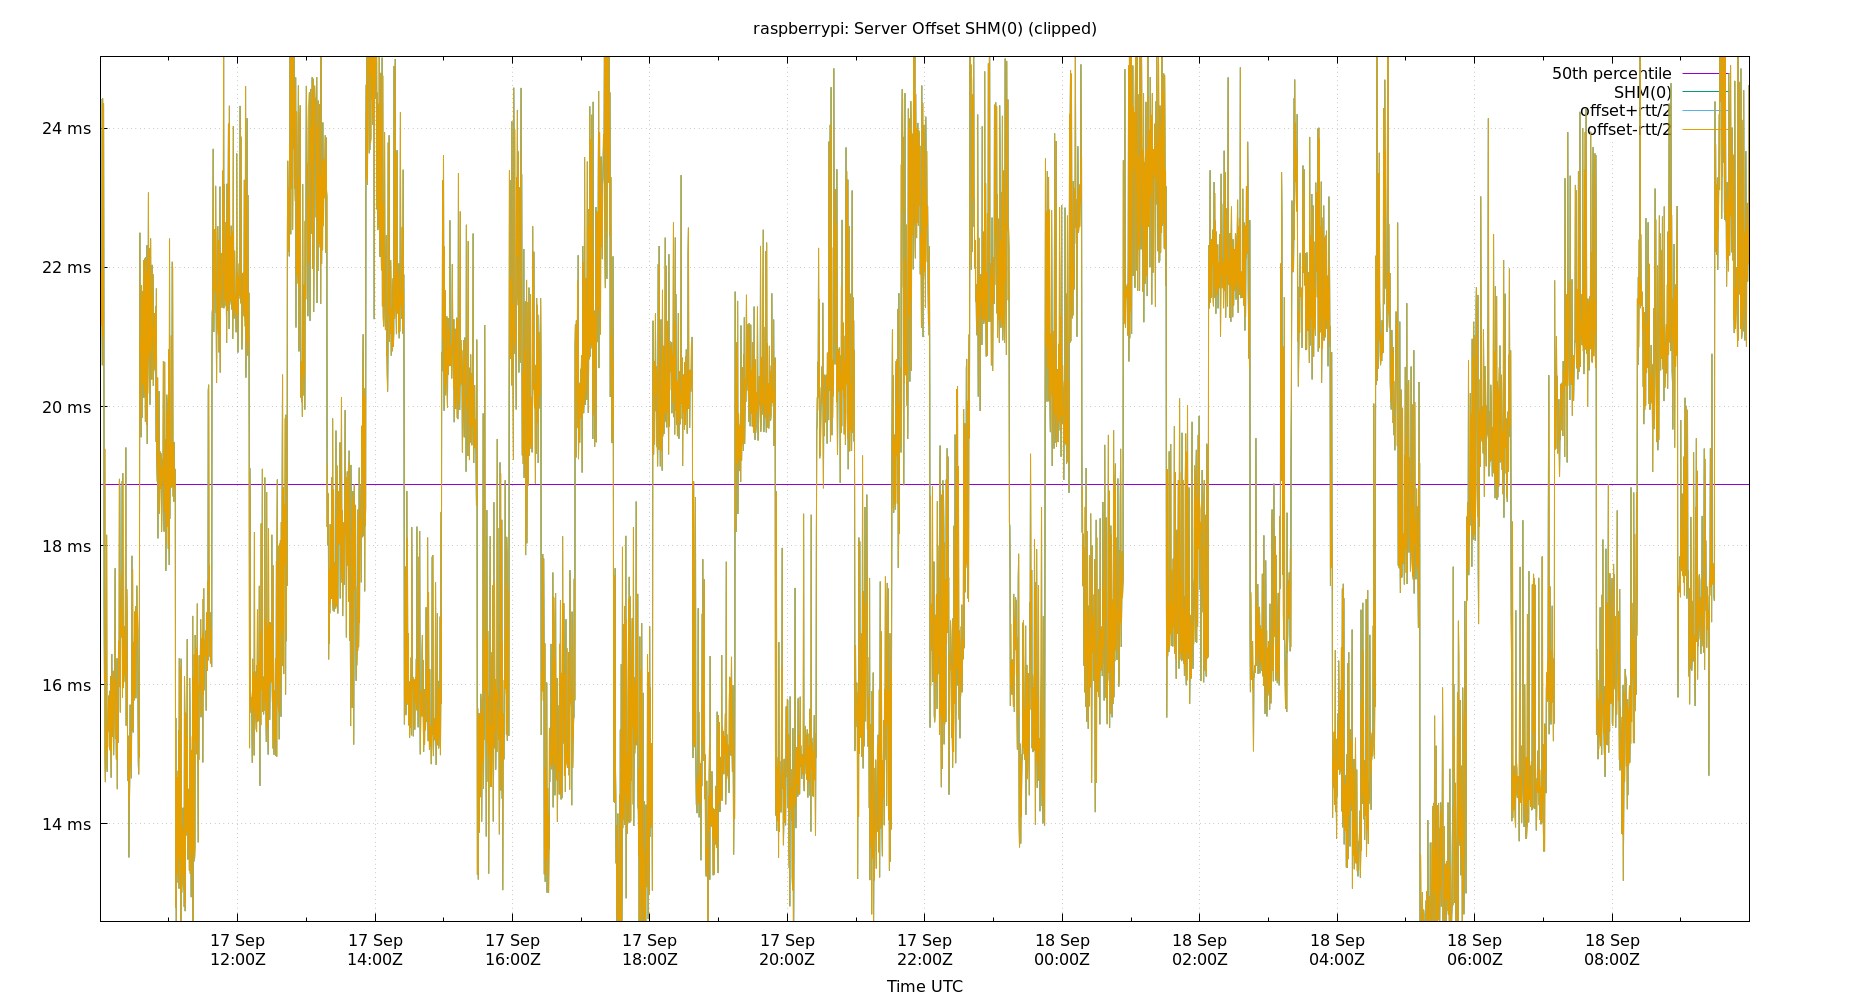 raspberrypi: Server Offset SHM(0) (clipped)
50th percentile
SHM(0)
offset+rtt/2
offset-rtt/2
24 ms
22 ms
20 ms
18 ms
16 ms
14 ms
17 Sep 17 Sep 17 Sep 17 Sep 17 Sep 17 Sep 18 Sep 18 Sep 18 Sep 18 Sep 18 Sep
12:00Z 14:00Z 16:00Z 18:00Z 20:00Z 22:00Z 00:00Z 02:00Z 04:00Z 06:00Z 08:00Z
Time UTC